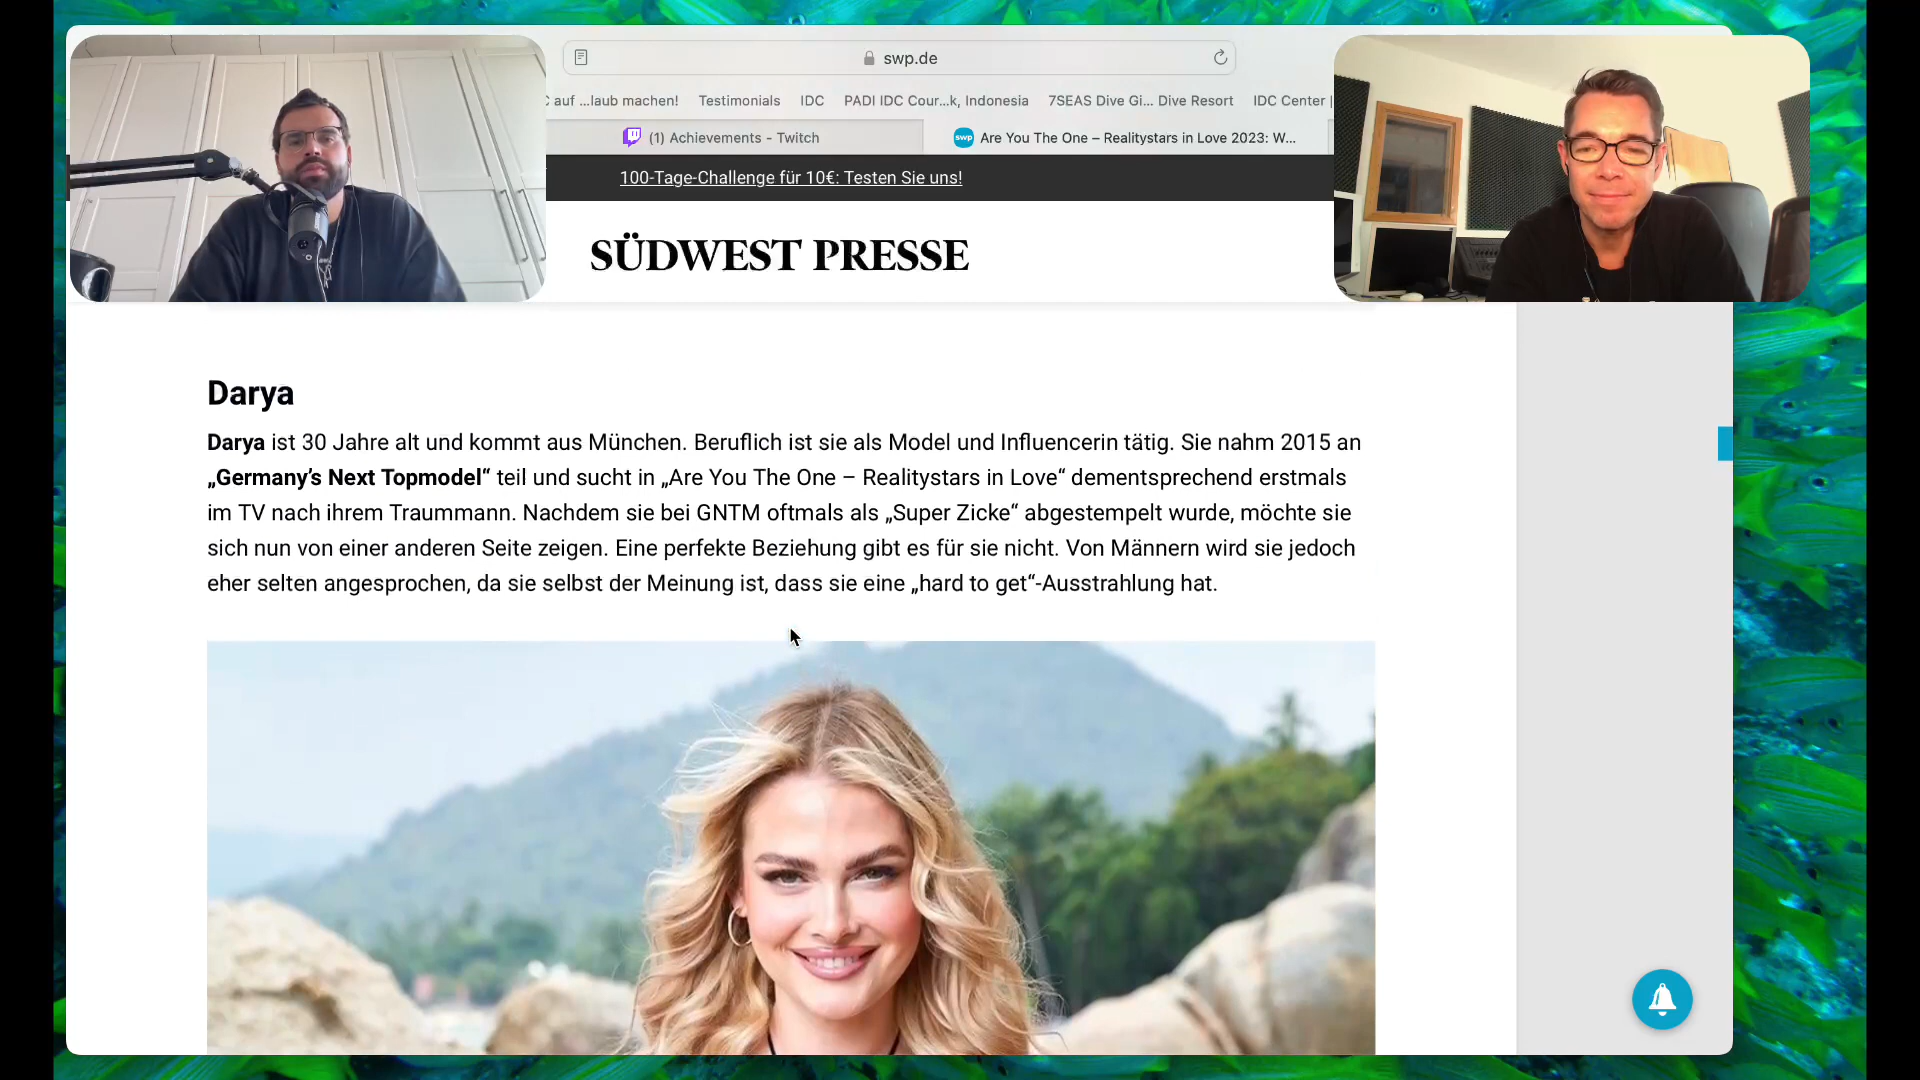 swp.de
C auf ...laub machen! Testimonials IDC PADI IDC Cour...k, Indonesia 7SEAS Dive Gi... Dive Resort IDC Center |
(1) Achievements - Twitch
swp Are You The One – Realitystars in Love 2023: W...
100-Tage-Challenge für 10€: Testen Sie uns!
SÜDWEST PRESSE
Darya
Darya ist 30 Jahre alt und kommt aus München. Beruflich ist sie als Model und Influencerin tätig. Sie nahm 2015 an
„Germany’s Next Topmodel“ teil und sucht in „Are You The One – Realitystars in Love“ dementsprechend erstmals
im TV nach ihrem Traummann. Nachdem sie bei GNTM oftmals als „Super Zicke“ abgestempelt wurde, möchte sie
sich nun von einer anderen Seite zeigen. Eine perfekte Beziehung gibt es für sie nicht. Von Männern wird sie jedoch
eher selten angesprochen, da sie selbst der Meinung ist, dass sie eine „hard to get“-Ausstrahlung hat.